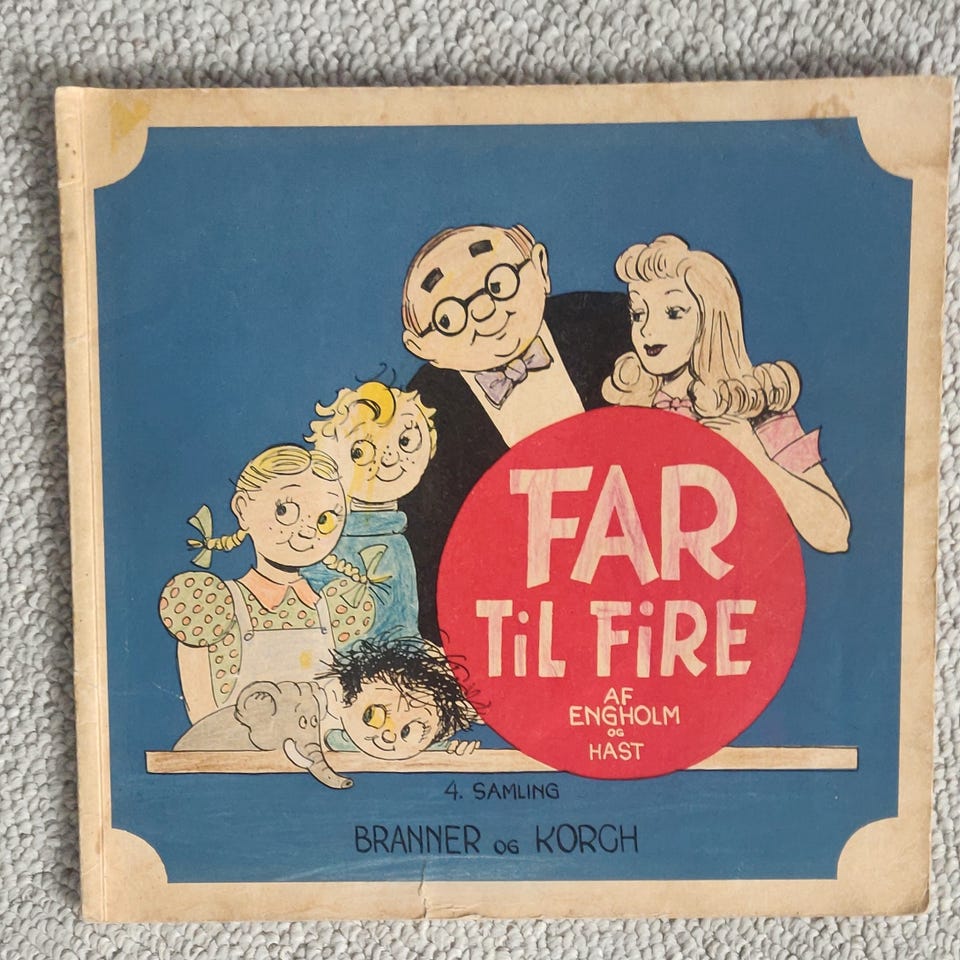 FAR
TiL FiRE
AF
ENGHOLM
OG
HAST
4. SAMLING
BRANNER OG KORCH